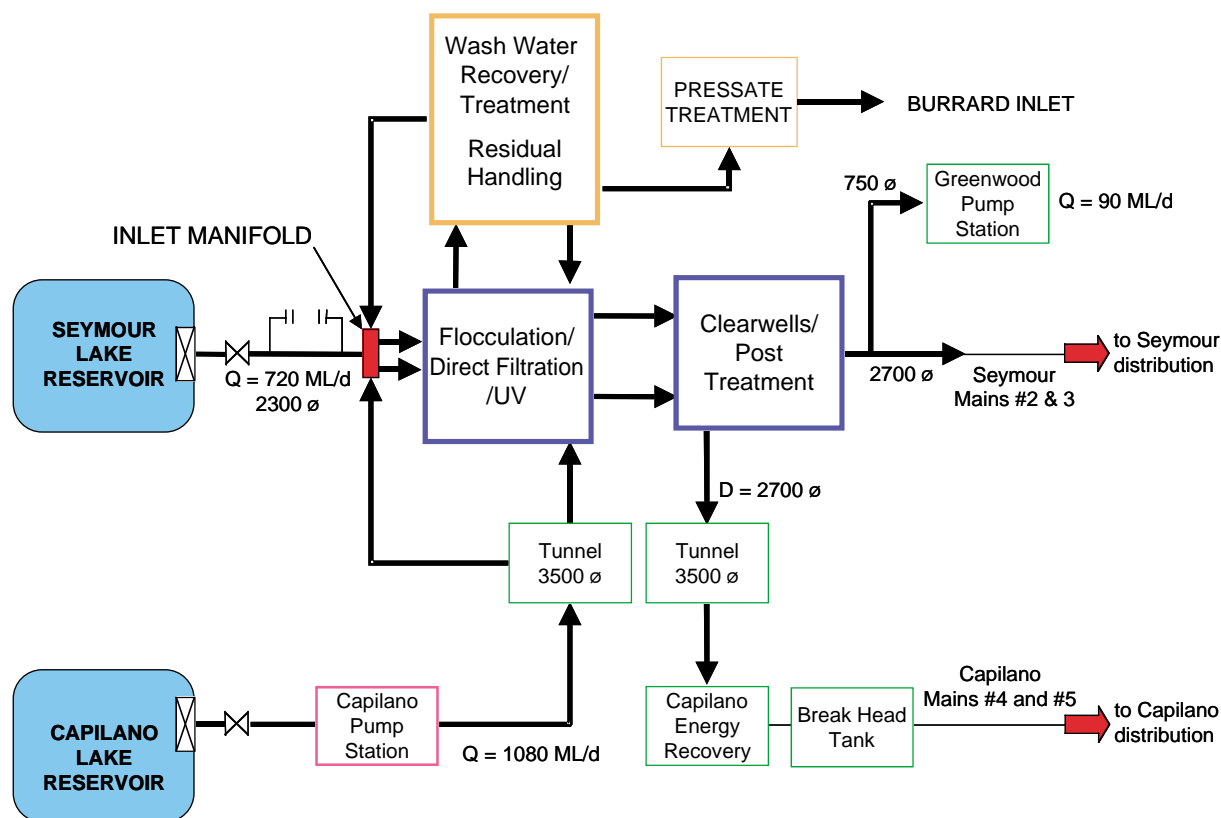 Wash Water
Recovery/
Treatment
Residual
Handling
PRESSATE
TREATMENT
BURRARD INLET
750 ø
Greenwood
Pump
Station
Q = 90 ML/d
INLET MANIFOLD
SEYMOUR
LAKE
RESERVOIR
Q = 720 ML/d
2300 ø
Flocculation/
Direct Filtration
/UV
Clearwells/
Post
Treatment
2700 ø
Seymour
Mains #2 & 3
to Seymour
distribution
D = 2700 ø
Tunnel
3500 ø
Tunnel
3500 ø
CAPILANO
LAKE
RESERVOIR
Capilano
Pump
Station
Q = 1080 ML/d
Capilano
Energy
Recovery
Break Head
Tank
Capilano
Mains #4 and #5
to Capilano
distribution